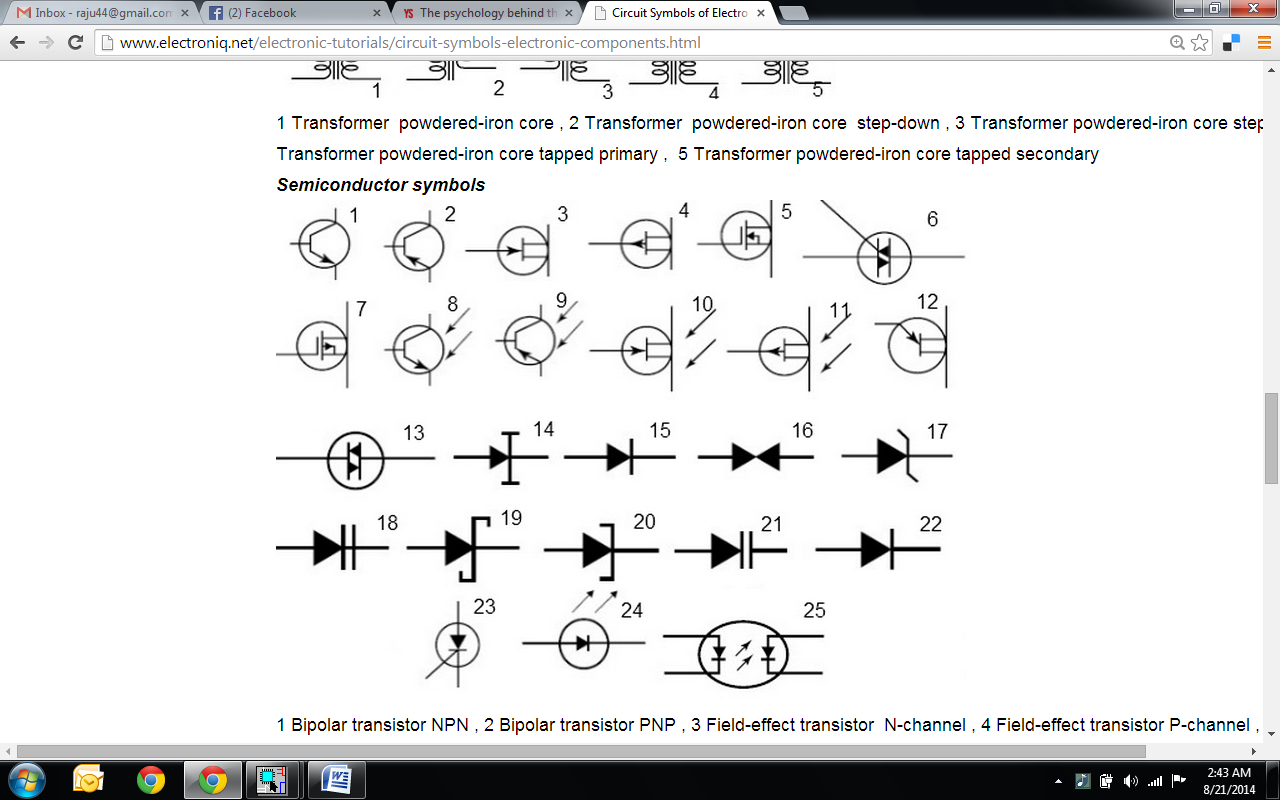 Inbox - raju44@gmail.com
(2) Facebook
The psychology behind th
Circuit Symbols of Electro
www.electroniq.net/electronic-tutorials/circuit-symbols-electronic-components.html
1 2 3 4 5
1 Transformer powdered-iron core , 2 Transformer powdered-iron core step-down , 3 Transformer powdered-iron core step
Transformer powdered-iron core tapped primary , 5 Transformer powdered-iron core tapped secondary
Semiconductor symbols
1 2 3 4 5 6
7 8 9 10 11 12
13 14 15 16 17
18 19 20 21 22
23 24 25
1 Bipolar transistor NPN , 2 Bipolar transistor PNP , 3 Field-effect transistor N-channel , 4 Field-effect transistor P-channel ,
2:43 AM
8/21/2014